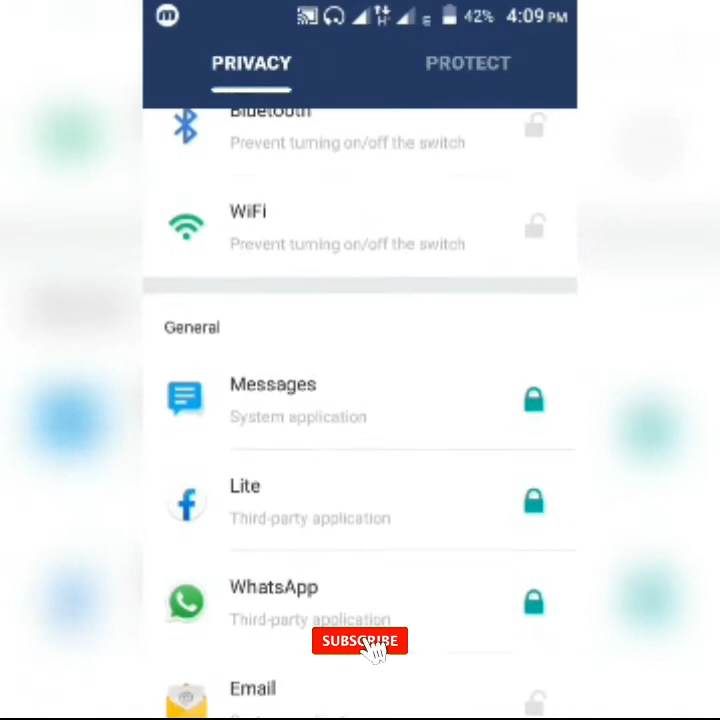 42% 4:09 PM
PRIVACY PROTECT
Bluetooth
Prevent turning on/off the switch
WiFi
Prevent turning on/off the switch
General
Messages
System application
Lite
Third-party application
WhatsApp
Third-party application
SUBSCRIBE
Email